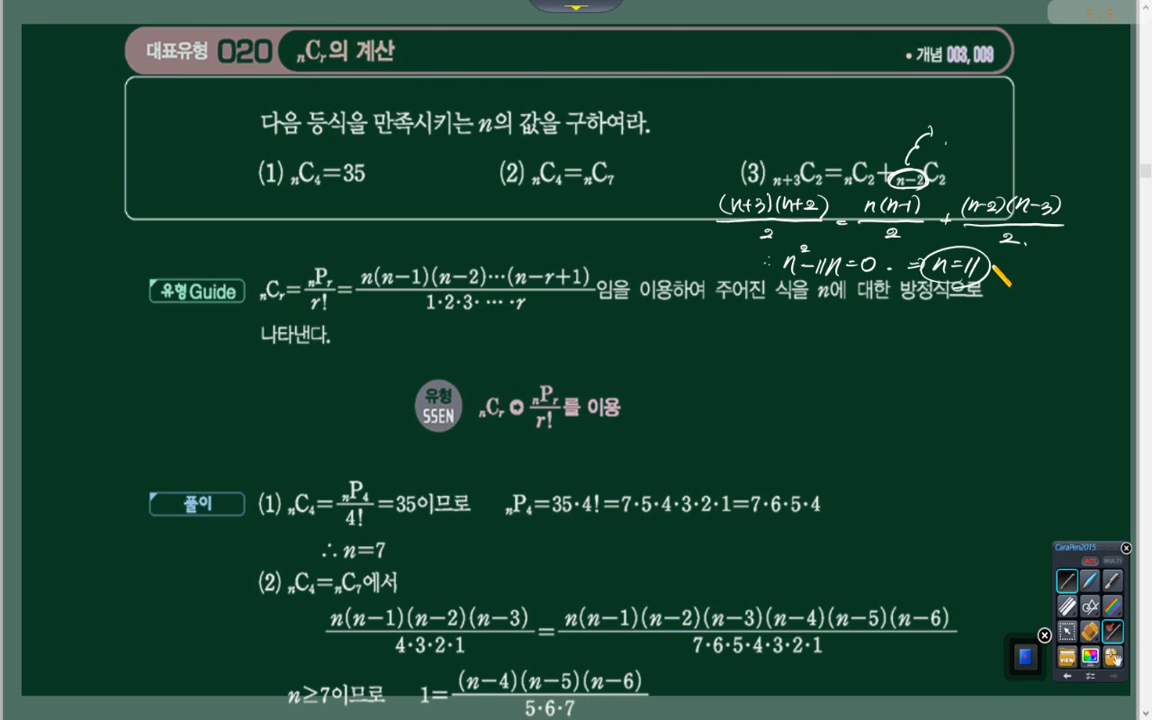 5 / 5
대표유형 020 nCr의 계산 • 개념 003, 009
다음 등식을 만족시키는 n의 값을 구하여라.
(1) nC4=35 (2) nC4=nC7 (3) n+3C2=nC2+n−2C2
(n+3)(n+2)/2 = n(n-1)/2 + (n-2)(n-3)/2.
∴ n²-11n=0. ⇒ n=11
유형Guide nCr=nPr/r!=n(n−1)(n−2)⋯(n−r+1)/1·2·3·⋯·r임을 이용하여 주어진 식을 n에 대한 방정식으로
나타낸다.
유형 SSEN nCr ➲ nPr/r!를 이용
풀이 (1) nC4=nP4/4!=35이므로 nP4=35·4!=7·5·4·3·2·1=7·6·5·4
∴ n=7
(2) nC4=nC7에서
n(n−1)(n−2)(n−3)/4·3·2·1=n(n−1)(n−2)(n−3)(n−4)(n−5)(n−6)/7·6·5·4·3·2·1
n≥7이므로 1=(n−4)(n−5)(n−6)/5·6·7
CaraPen2015
MULTI
VIEW